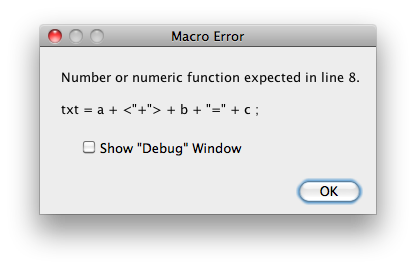 Macro Error
Number or numeric function expected in line 8.
txt = a + <"+"> + b + "=" + c ;
Show "Debug" Window
OK